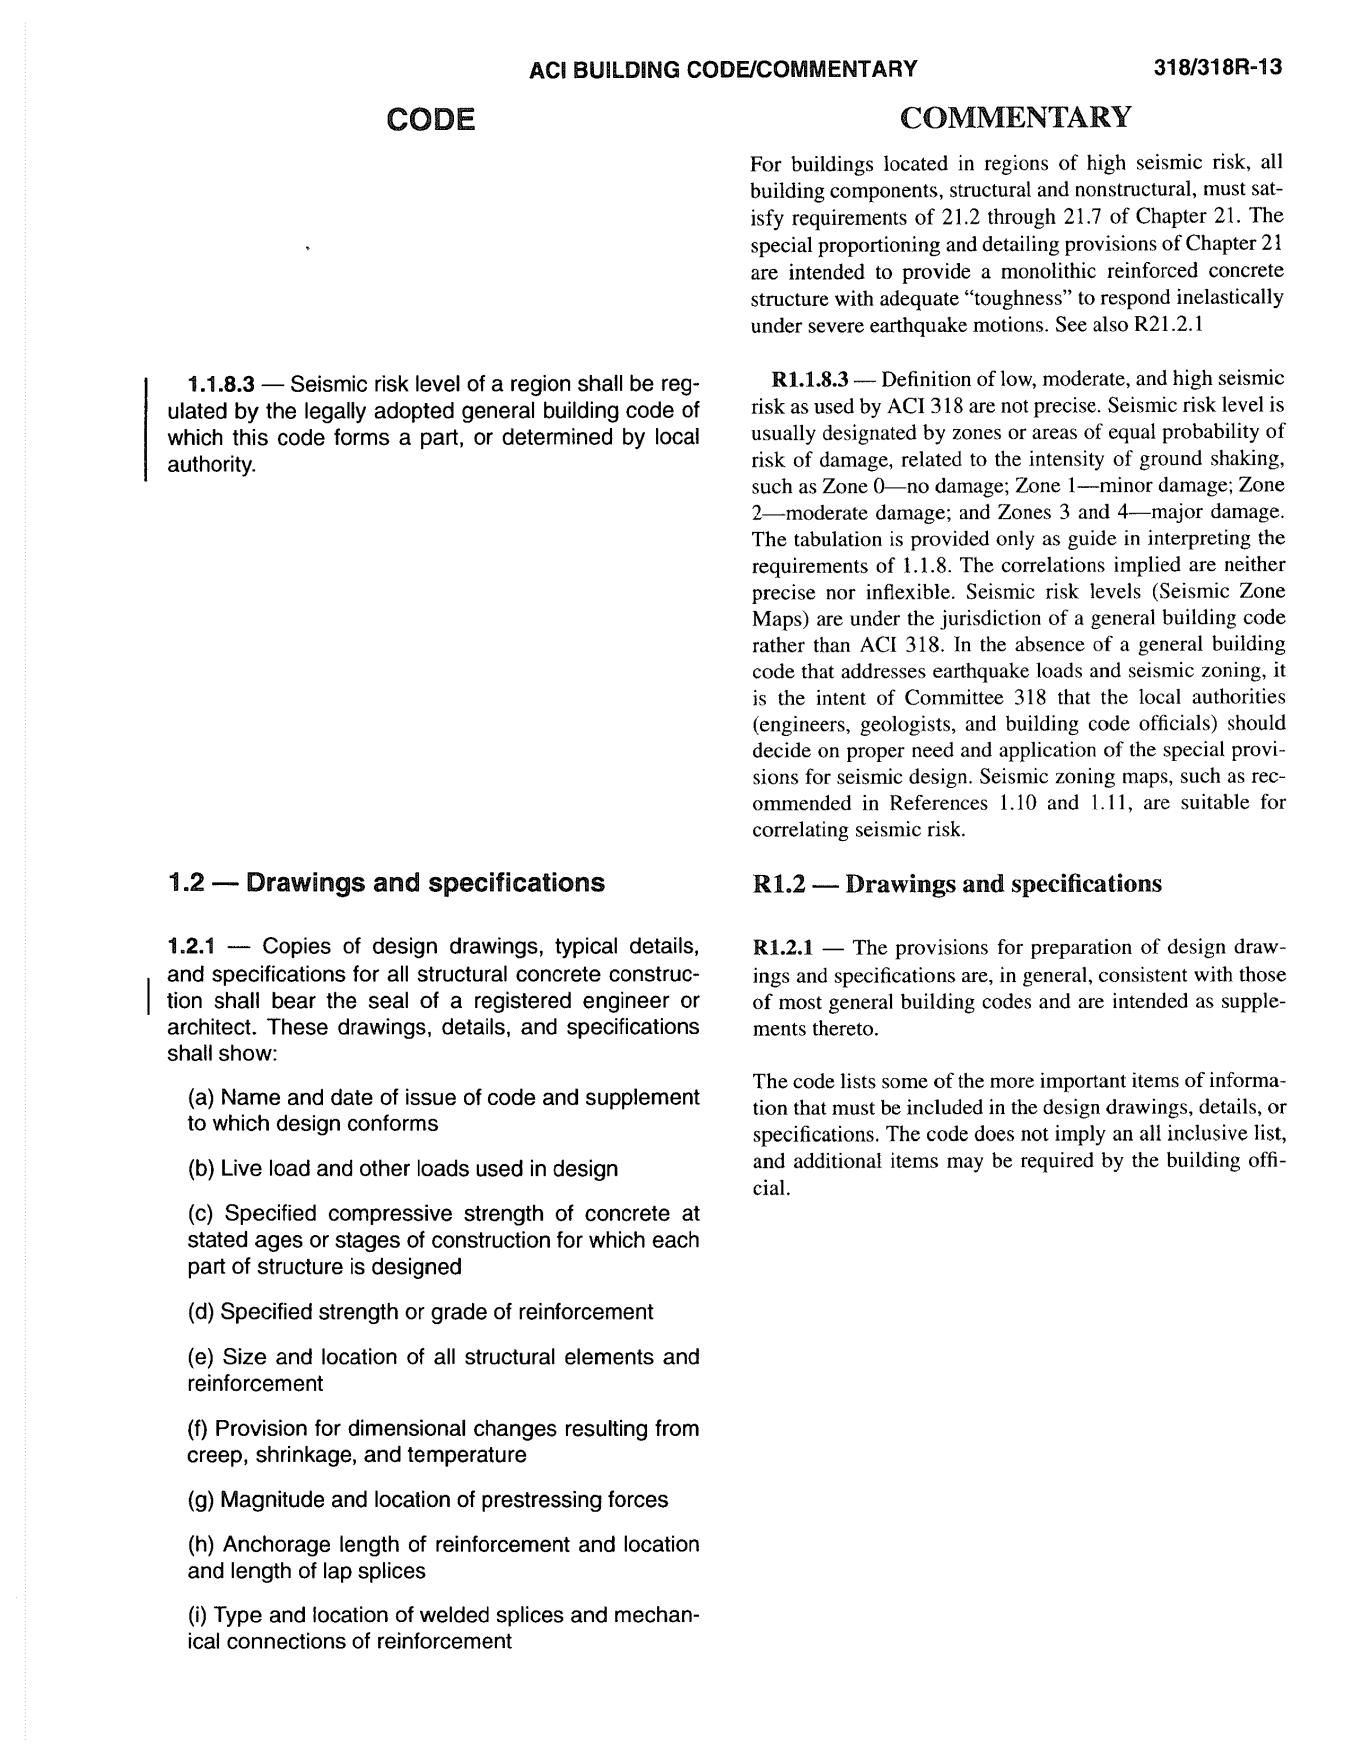 ACI BUILDING CODE/COMMENTARY
318/318R-13
CODE
1.1.8.3 — Seismic risk level of a region shall be reg-
ulated by the legally adopted general building code of
which this code forms a part, or determined by local
authority.
1.2 — Drawings and specifications
1.2.1 — Copies of design drawings, typical details,
and specifications for all structural concrete construc-
tion shall bear the seal of a registered engineer or
architect. These drawings, details, and specifications
shall show:
(a) Name and date of issue of code and supplement
to which design conforms
(b) Live load and other loads used in design
(c) Specified compressive strength of concrete at
stated ages or stages of construction for which each
part of structure is designed
(d) Specified strength or grade of reinforcement
(e) Size and location of all structural elements and
reinforcement
(f) Provision for dimensional changes resulting from
creep, shrinkage, and temperature
(g) Magnitude and location of prestressing forces
(h) Anchorage length of reinforcement and location
and length of lap splices
(i) Type and location of welded splices and mechan-
ical connections of reinforcement
COMMENTARY
For buildings located in regions of high seismic risk, all
building components, structural and nonstructural, must sat-
isfy requirements of 21.2 through 21.7 of Chapter 21. The
special proportioning and detailing provisions of Chapter 21
are intended to provide a monolithic reinforced concrete
structure with adequate “toughness” to respond inelastically
under severe earthquake motions. See also R21.2.1
R1.1.8.3 — Definition of low, moderate, and high seismic
risk as used by ACI 318 are not precise. Seismic risk level is
usually designated by zones or areas of equal probability of
risk of damage, related to the intensity of ground shaking,
such as Zone 0—no damage; Zone 1—minor damage; Zone
2—moderate damage; and Zones 3 and 4—major damage.
The tabulation is provided only as guide in interpreting the
requirements of 1.1.8. The correlations implied are neither
precise nor inflexible. Seismic risk levels (Seismic Zone
Maps) are under the jurisdiction of a general building code
rather than ACI 318. In the absence of a general building
code that addresses earthquake loads and seismic zoning, it
is the intent of Committee 318 that the local authorities
(engineers, geologists, and building code officials) should
decide on proper need and application of the special provi-
sions for seismic design. Seismic zoning maps, such as rec-
ommended in References 1.10 and 1.11, are suitable for
correlating seismic risk.
R1.2 — Drawings and specifications
R1.2.1 — The provisions for preparation of design draw-
ings and specifications are, in general, consistent with those
of most general building codes and are intended as supple-
ments thereto.
The code lists some of the more important items of informa-
tion that must be included in the design drawings, details, or
specifications. The code does not imply an all inclusive list,
and additional items may be required by the building offi-
cial.